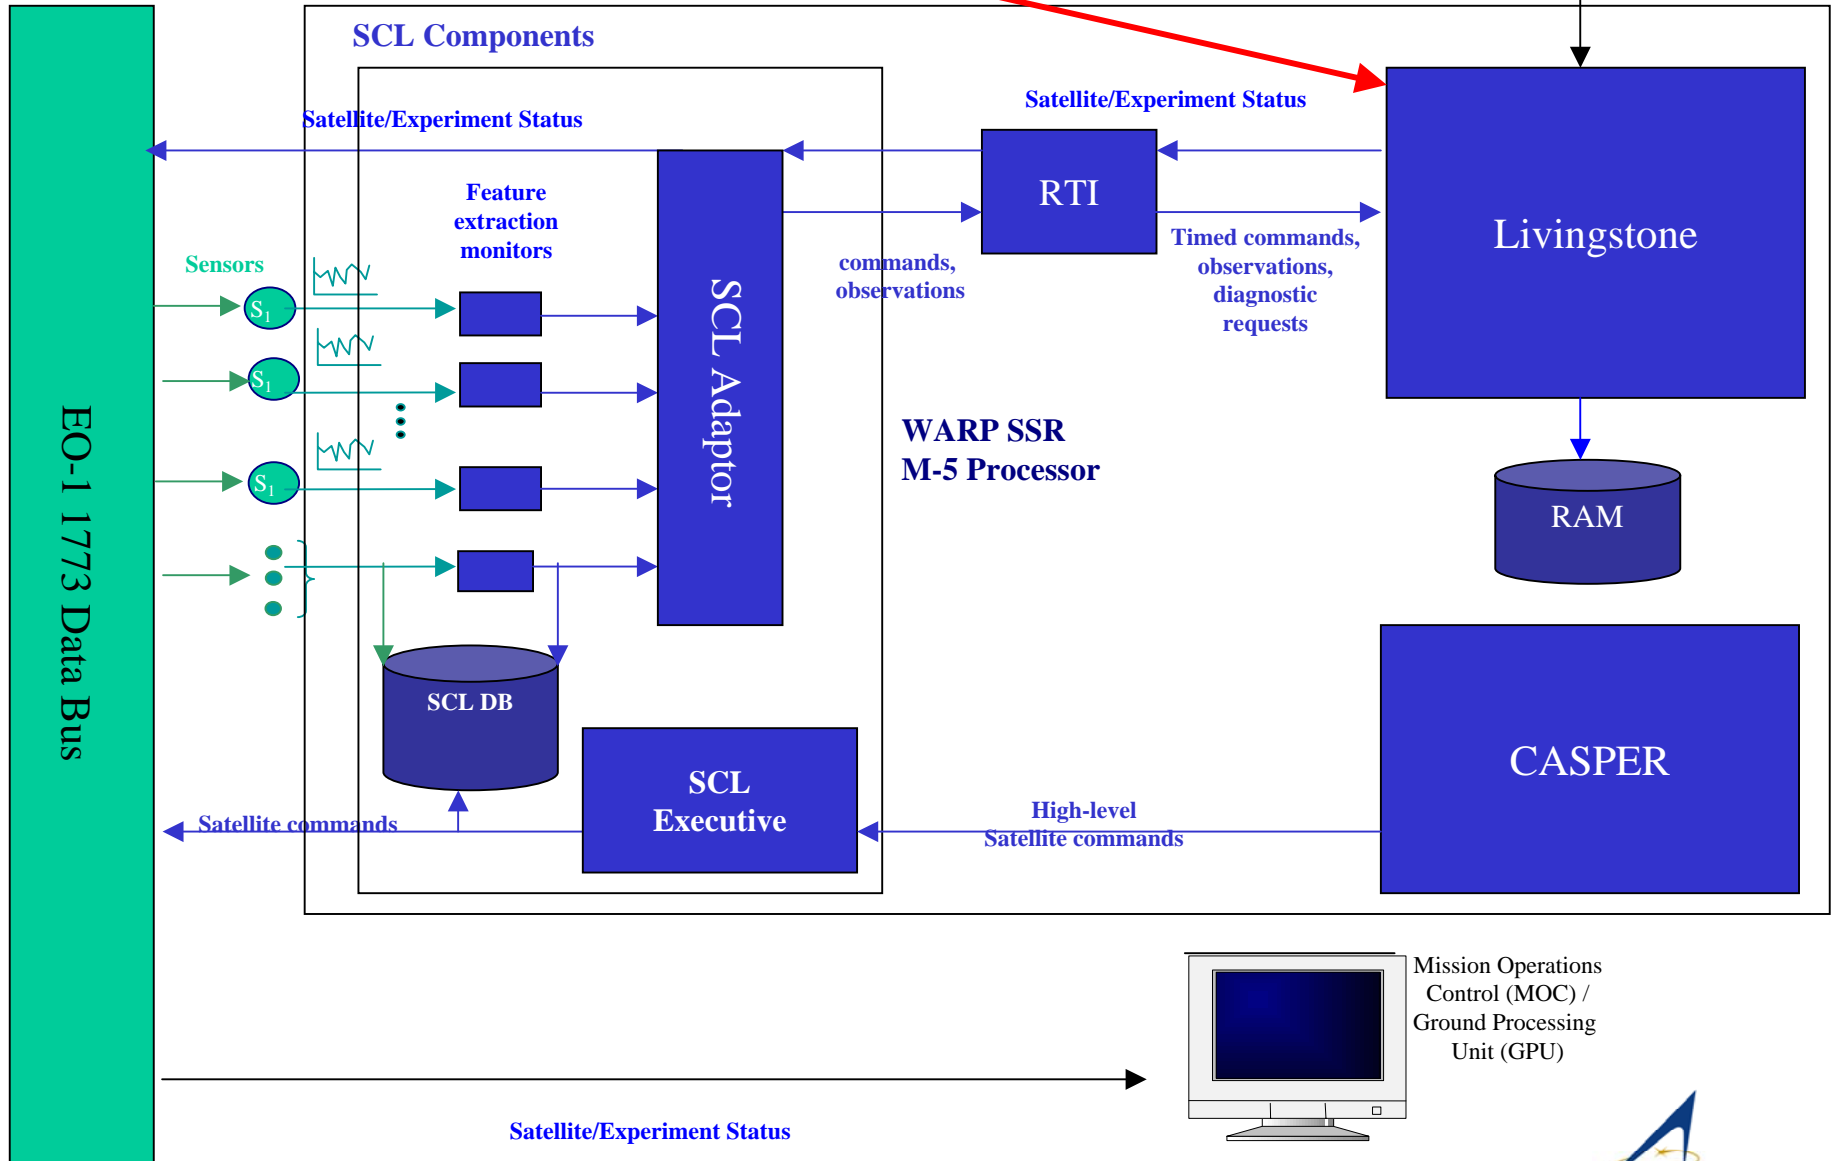 SCL Components
Satellite/Experiment Status
Satellite/Experiment Status
Feature
extraction
monitors
RTI
Livingstone
Sensors
commands,
observations
Timed commands,
observations,
diagnostic
requests
S1
S1
S1
SCL Adaptor
WARP SSR
M-5 Processor
RAM
EO-1 1773 Data Bus
SCL DB
SCL
Executive
CASPER
Satellite commands
High-level
Satellite commands
Mission Operations
Control (MOC) /
Ground Processing
Unit (GPU)
Satellite/Experiment Status